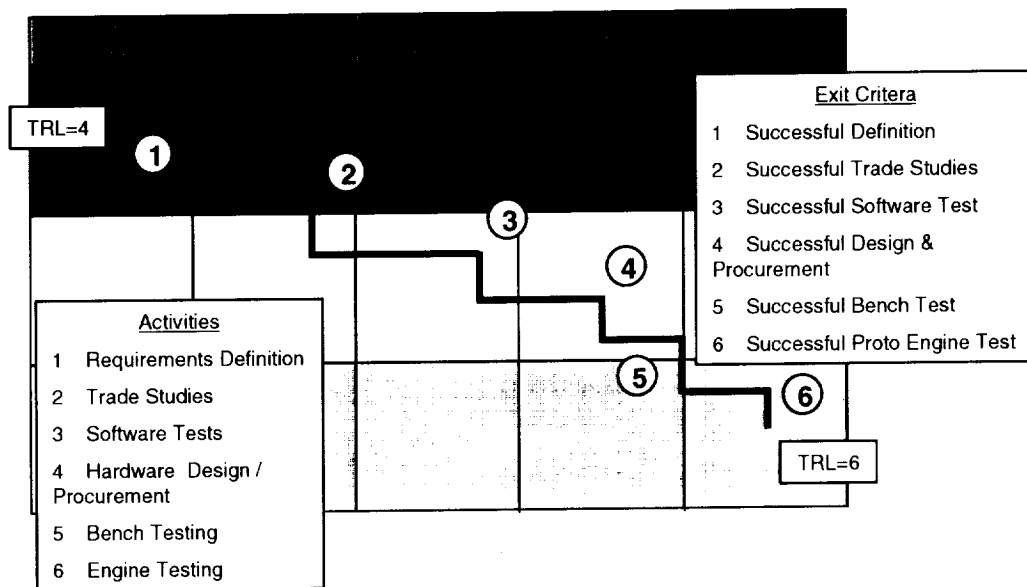 TRL=4
1
2
3
4
5
6
TRL=6
Exit Critera
1 Successful Definition
2 Successful Trade Studies
3 Successful Software Test
4 Successful Design &
Procurement
5 Successful Bench Test
6 Successful Proto Engine Test
Activities
1 Requirements Definition
2 Trade Studies
3 Software Tests
4 Hardware Design /
Procurement
5 Bench Testing
6 Engine Testing